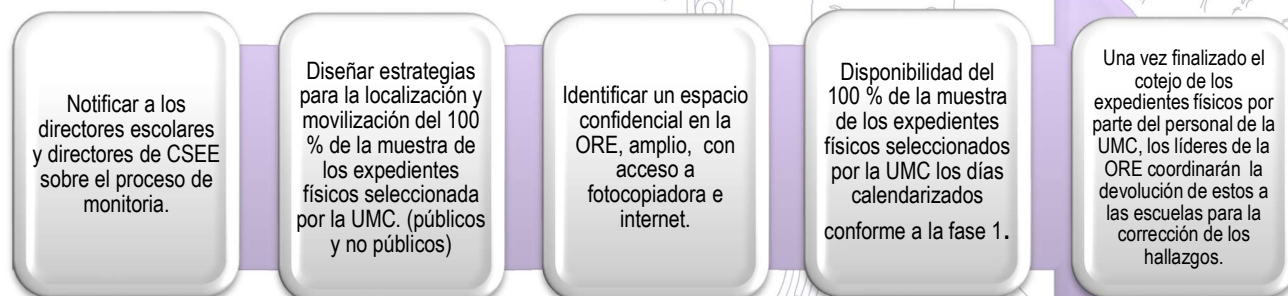 Notificar a los
directores escolares
y directores de CSEE
sobre el proceso de
monitoria.
Diseñar estrategias
para la localización y
movilización del 100
% de la muestra de
los expedientes
físicos seleccionada
por la UMC. (públicos
y no públicos)
Identificar un espacio
confidencial en la
ORE, amplio, con
acceso a
fotocopiadora e
internet.
Disponibilidad del
100 % de la muestra
de los expedientes
físicos seleccionados
por la UMC los días
calendarizados
conforme a la fase 1.
Una vez finalizado el
cotejo de los
expedientes físicos por
parte del personal de la
UMC, los líderes de la
ORE coordinarán la
devolución de estos a
las escuelas para la
corrección de los
hallazgos.